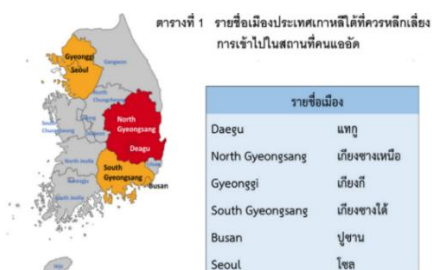 ตารางที่ 1 รายชื่อเมืองประเทศเกาหลีใต้ที่ควรหลีกเลี่ยง
การเข้าไปในสถานที่คนแออัด
Gyeonggi
Seoul
Gangwon
North
Chungcheong
North
Gyeongsang
Deagu
North Jeolla
South
Gyeongsang
Busan
รายชื่อเมือง
Daegu แทกู
North Gyeongsang เกียงซางเหนือ
Gyeonggi เกียงกี
South Gyeongsang เกียงซางใต้
Busan ปูซาน
Seoul โซล